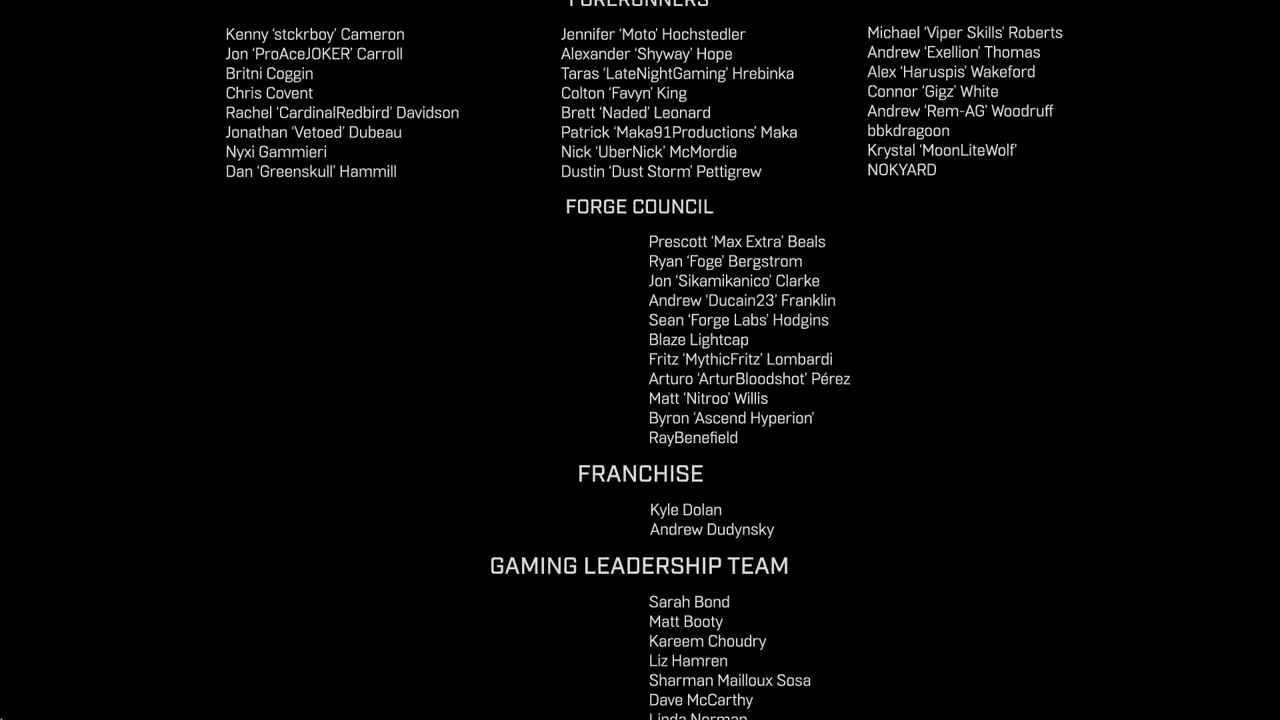 FORERUNNERS
Kenny ‘stckrboy’ Cameron
Jon ‘ProAceJOKER’ Carroll
Britni Coggin
Chris Covent
Rachel ‘CardinalRedbird’ Davidson
Jonathan ‘Vetoed’ Dubeau
Nyxi Gammieri
Dan ‘Greenskull’ Hammill
Jennifer ‘Moto’ Hochstedler
Alexander ‘Shyway’ Hope
Taras ‘LateNightGaming’ Hrebinka
Colton ‘Favyn’ King
Brett ‘Naded’ Leonard
Patrick ‘Maka91Productions’ Maka
Nick ‘UberNick’ McMordie
Dustin ‘Dust Storm’ Pettigrew
Michael ‘Viper Skills‘ Roberts
Andrew ‘Exellion’ Thomas
Alex ‘Haruspis’ Wakeford
Connor ‘Gigz’ White
Andrew ‘Rem-AG’ Woodruff
bbkdragoon
Krystal ‘MoonLiteWolf’
NOKYARD
FORGE COUNCIL
Prescott ‘Max Extra’ Beals
Ryan ‘Foge’ Bergstrom
Jon ‘Sikamikanico’ Clarke
Andrew ‘Ducain23’ Franklin
Sean ‘Forge Labs’ Hodgins
Blaze Lightcap
Fritz ‘MythicFritz’ Lombardi
Arturo ‘ArturBloodshot’ Pérez
Matt ‘Nitroo’ Willis
Byron ‘Ascend Hyperion’
RayBenefield
FRANCHISE
Kyle Dolan
Andrew Dudynsky
GAMING LEADERSHIP TEAM
Sarah Bond
Matt Booty
Kareem Choudry
Liz Hamren
Sharman Mailloux Sosa
Dave McCarthy
Linda Norman